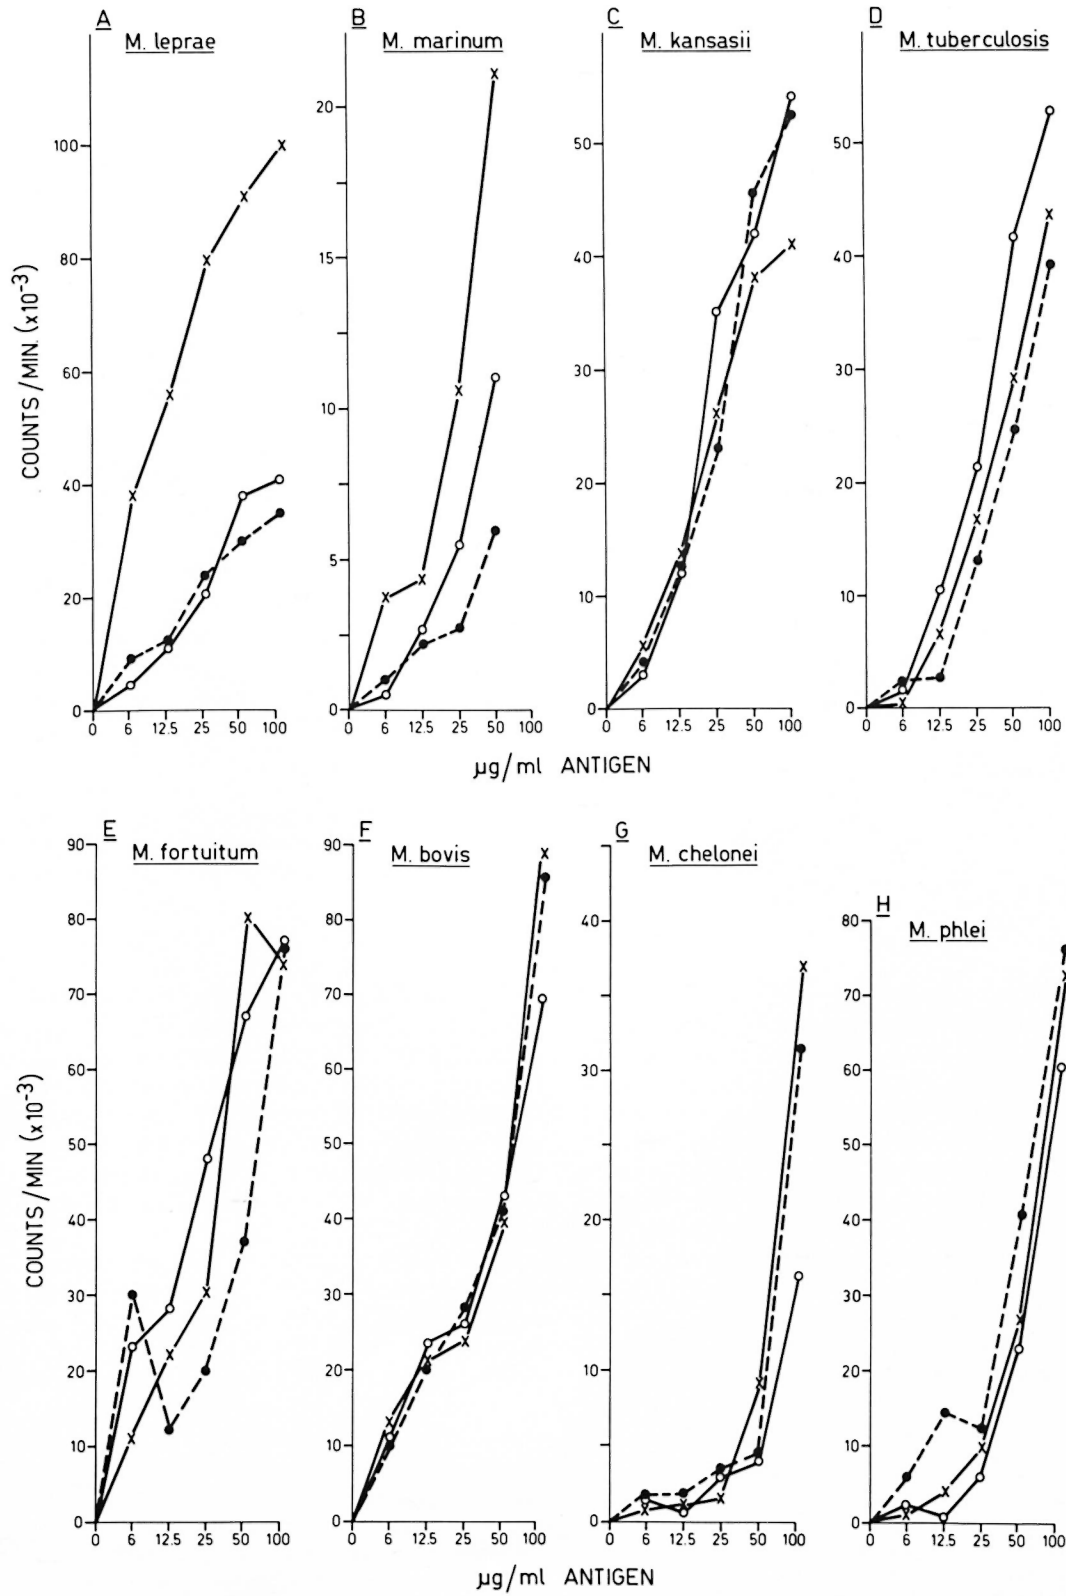 A
M. leprae
B
M. marinum
C
M. kansasii
D
M. tuberculosis
COUNTS/MIN. (x10-3)
100
80
60
40
20
0
20
15
10
5
0
50
40
30
20
10
0
50
40
30
20
10
0
0 6 12.5 25 50 100
0 6 12.5 25 50 100
0 6 12.5 25 50 100
0 6 12.5 25 50 100
µg/ml ANTIGEN
E
M. fortuitum
F
M. bovis
G
M. chelonei
H
M. phlei
COUNTS/MIN (x10-3)
90
80
70
60
50
40
30
20
10
0
90
80
70
60
50
40
30
20
10
0
40
30
20
10
0
80
70
60
50
40
30
20
10
0
0 6 12.5 25 50 100
0 6 12.5 25 50 100
0 6 12.5 25 50 100
0 6 12.5 25 50 100
µg/ml ANTIGEN